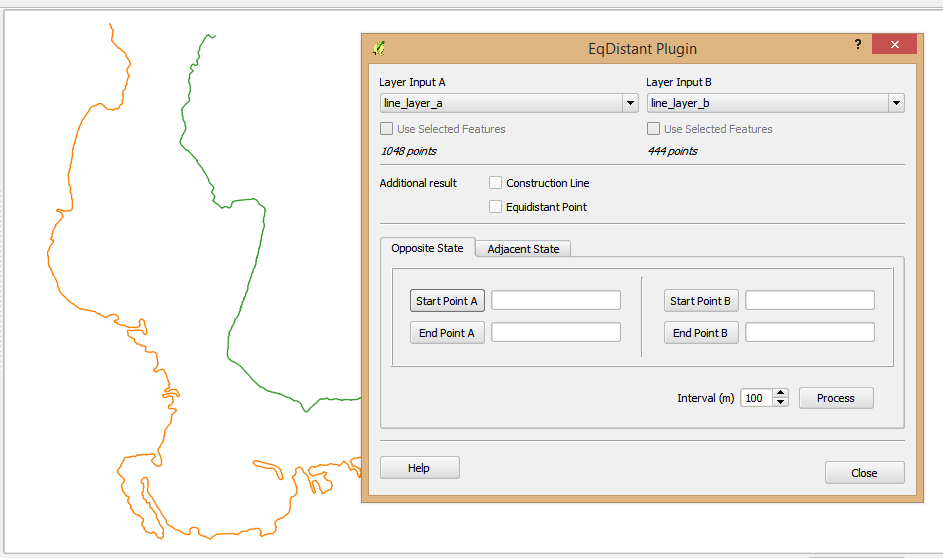 EqDistant Plugin
?
Layer Input A
Layer Input B
line_layer_a
line_layer_b
Use Selected Features
Use Selected Features
1048 points
444 points
Additional result
Construction Line
Equidistant Point
Opposite State
Adjacent State
Start Point A
Start Point B
End Point A
End Point B
Interval (m)
100
Process
Help
Close